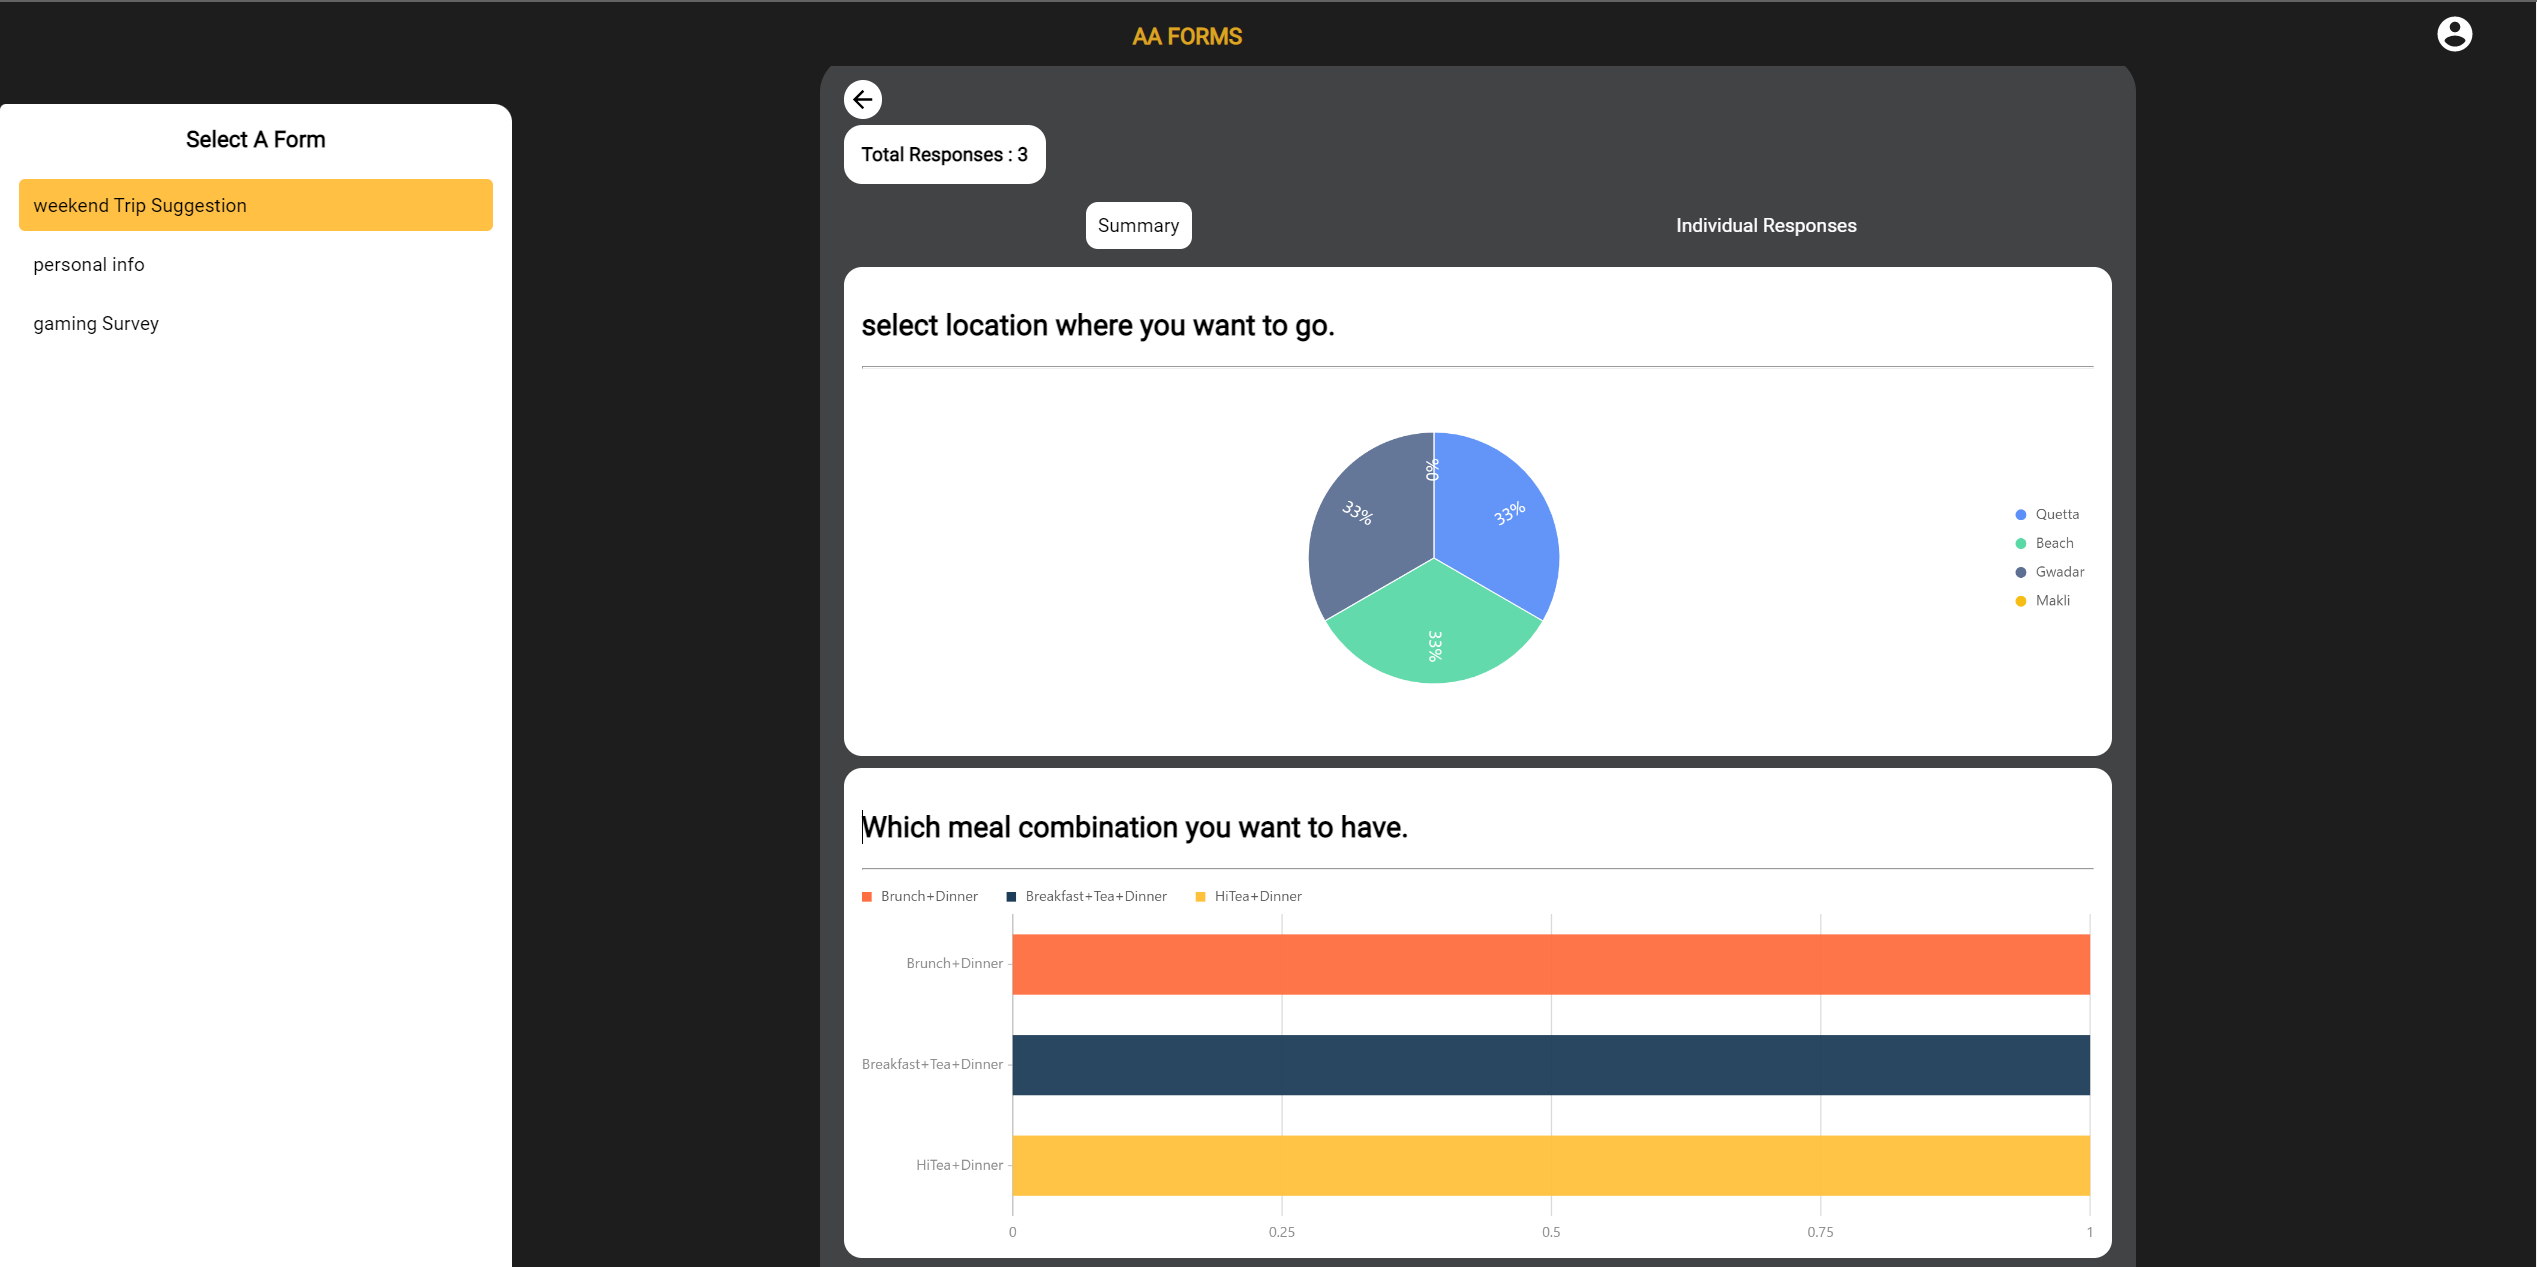 AA FORMS
Select A Form
weekend Trip Suggestion
personal info
gaming Survey
Total Responses : 3
Summary
Individual Responses
select location where you want to go.
0%
33%
33%
33%
Quetta
Beach
Gwadar
Makli
Which meal combination you want to have.
Brunch+Dinner Breakfast+Tea+Dinner HiTea+Dinner
Brunch+Dinner
Breakfast+Tea+Dinner
HiTea+Dinner
0 0.25 0.5 0.75 1